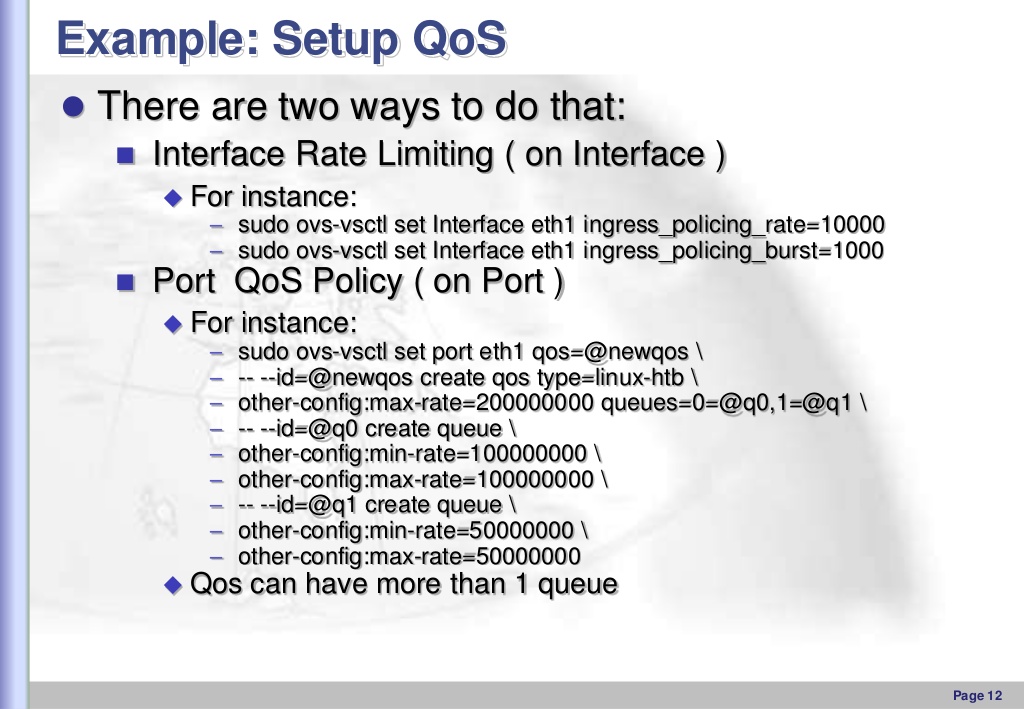 Example: Setup QoS
There are two ways to do that:
Interface Rate Limiting ( on Interface )
For instance:
– sudo ovs-vsctl set Interface eth1 ingress_policing_rate=10000
– sudo ovs-vsctl set Interface eth1 ingress_policing_burst=1000
Port  QoS Policy ( on Port )
For instance:
– sudo ovs-vsctl set port eth1 qos=@newqos \
– -- --id=@newqos create qos type=linux-htb \
– other-config:max-rate=200000000 queues=0=@q0,1=@q1 \
– -- --id=@q0 create queue \
– other-config:min-rate=100000000 \
– other-config:max-rate=100000000 \
– -- --id=@q1 create queue \
– other-config:min-rate=50000000 \
– other-config:max-rate=50000000
Qos can have more than 1 queue
Page 12